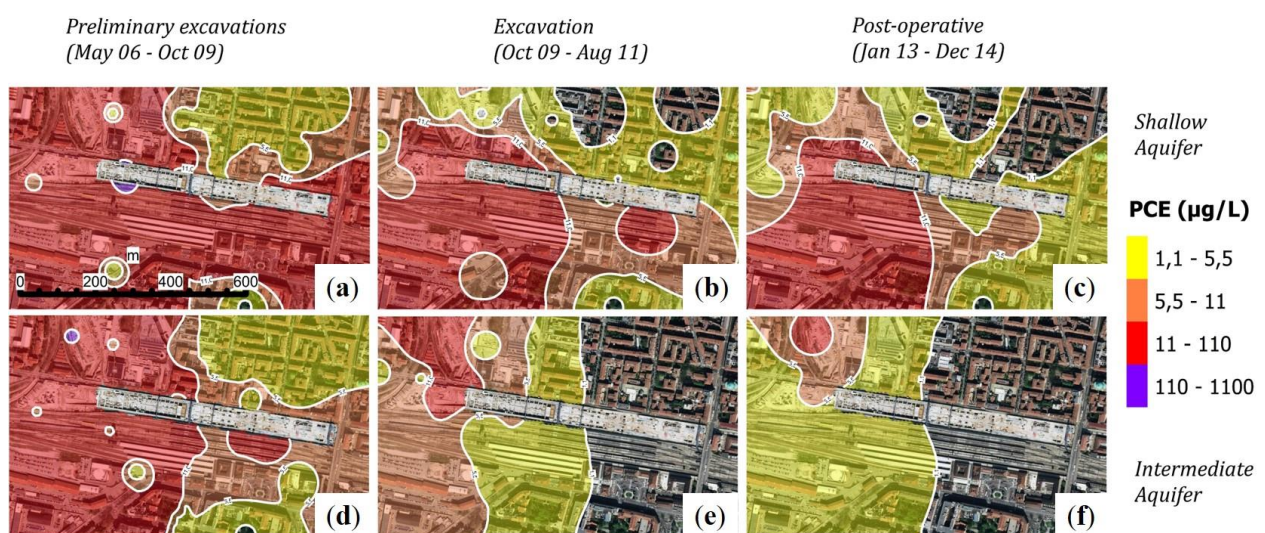 Preliminary excavations
(May 06 - Oct 09)
Excavation
(Oct 09 - Aug 11)
Post-operative
(Jan 13 - Dec 14)
Shallow
Aquifer
PCE (µg/L)
1,1 - 5,5
5,5 - 11
11 - 110
110 - 1100
Intermediate
Aquifer
m
0 200 400 600
(a)
(b)
(c)
(d)
(e)
(f)